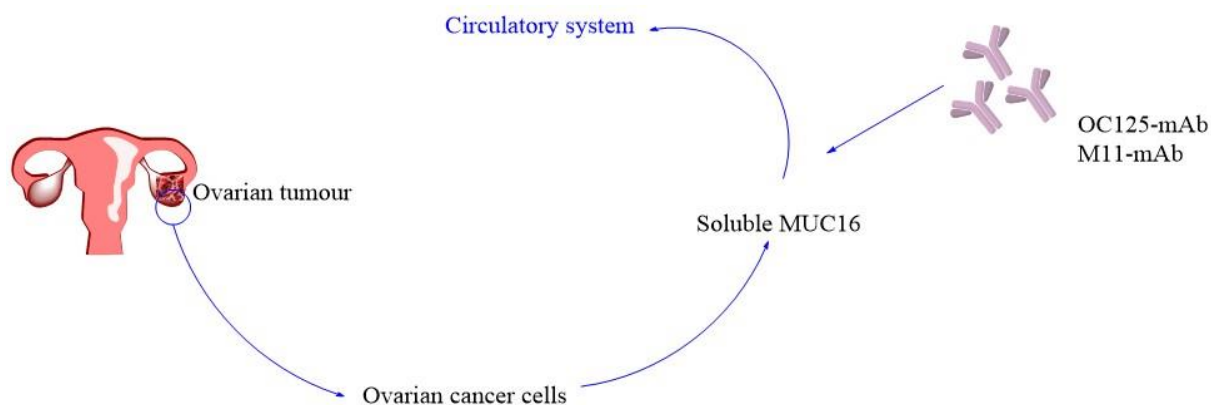 Circulatory system
OC125-mAb
M11-mAb
Ovarian tumour
Soluble MUC16
Ovarian cancer cells